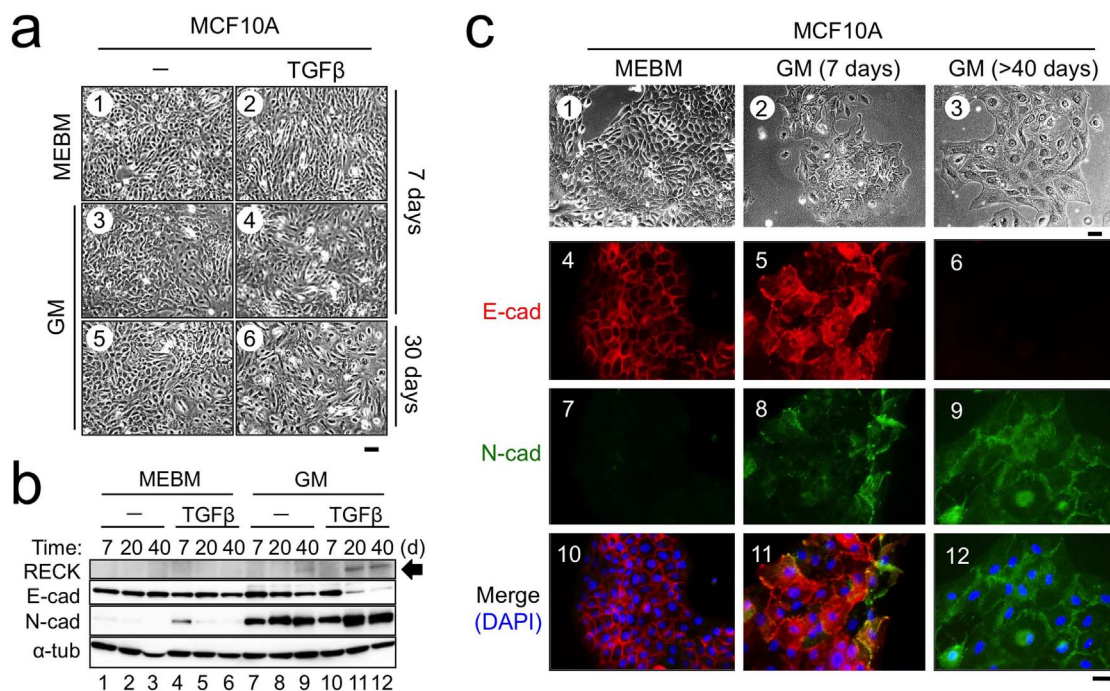 a
MCF10A
– TGFβ
MEBM
GM
1 2
3 4
5 6
7 days
30 days
b
MEBM GM
– TGFβ – TGFβ
Time: 7 20 40 7 20 40 7 20 40 7 20 40 (d)
RECK
E-cad
N-cad
α-tub
1 2 3 4 5 6 7 8 9 10 11 12
c
MCF10A
MEBM GM (7 days) GM (>40 days)
1 2 3
E-cad 4 5 6
N-cad 7 8 9
Merge 10 11 12
(DAPI)